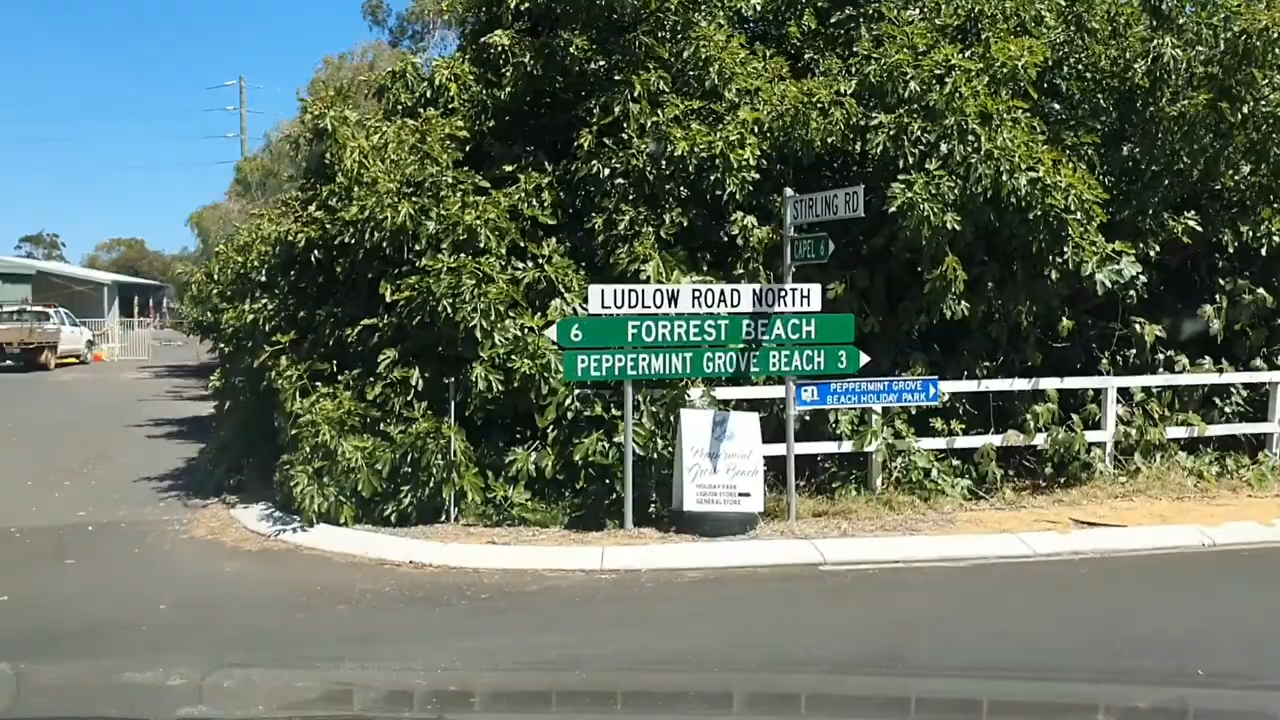 STIRLING RD
CAPEL 6
LUDLOW ROAD NORTH
6 FORREST BEACH
PEPPERMINT GROVE BEACH 3
PEPPERMINT GROVE
BEACH HOLIDAY PARK
Peppermint
Grove Beach
HOLIDAY PARK
LIQUOR STORE
GENERAL STORE